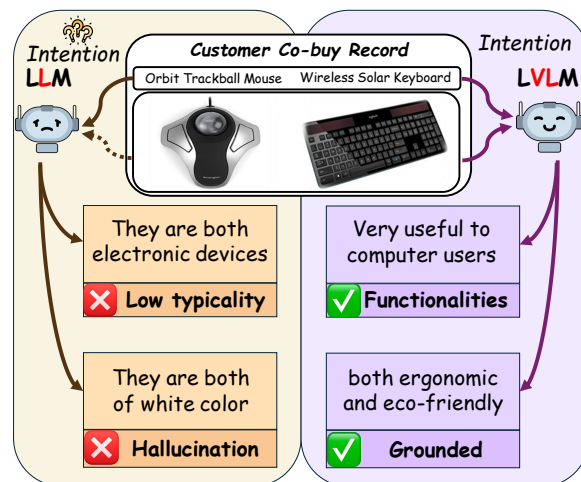 Customer Co-buy Record
Intention
LLM
Intention
LVLM
Orbit Trackball Mouse
Wireless Solar Keyboard
They are both
electronic devices
Low typicality
Very useful to
computer users
Functionalities
They are both
of white color
Hallucination
both ergonomic
and eco-friendly
Grounded